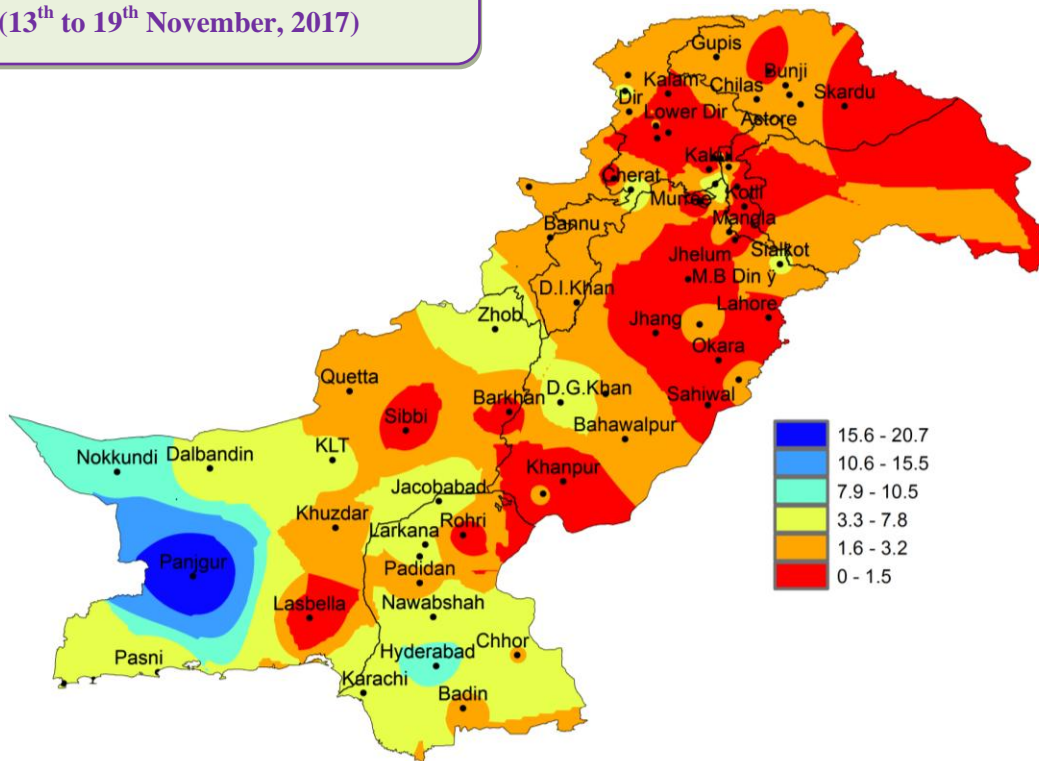 (13th to 19th November, 2017)
Gupis
Bunji
Kalam
Chilas
Skardu
Dir
Lower Dir
Astore
Cherat
Murree
Kotli
Mangla
Bannu
Jhelum
Sialkot
M.B Din ÿ
D.I.Khan
Lahore
Zhob
Jhang
Okara
Quetta
Barkhan
D.G.Khan
Sahiwal
Sibbi
Bahawalpur
Nokkundi
Dalbandin
KLT
Khanpur
Jacobabad
Khuzdar
Larkana
Rohri
Panjgur
Padidan
Lasbella
Nawabshah
Hyderabad
Chhor
Pasni
Karachi
Badin
15.6 - 20.7
10.6 - 15.5
7.9 - 10.5
3.3 - 7.8
1.6 - 3.2
0 - 1.5